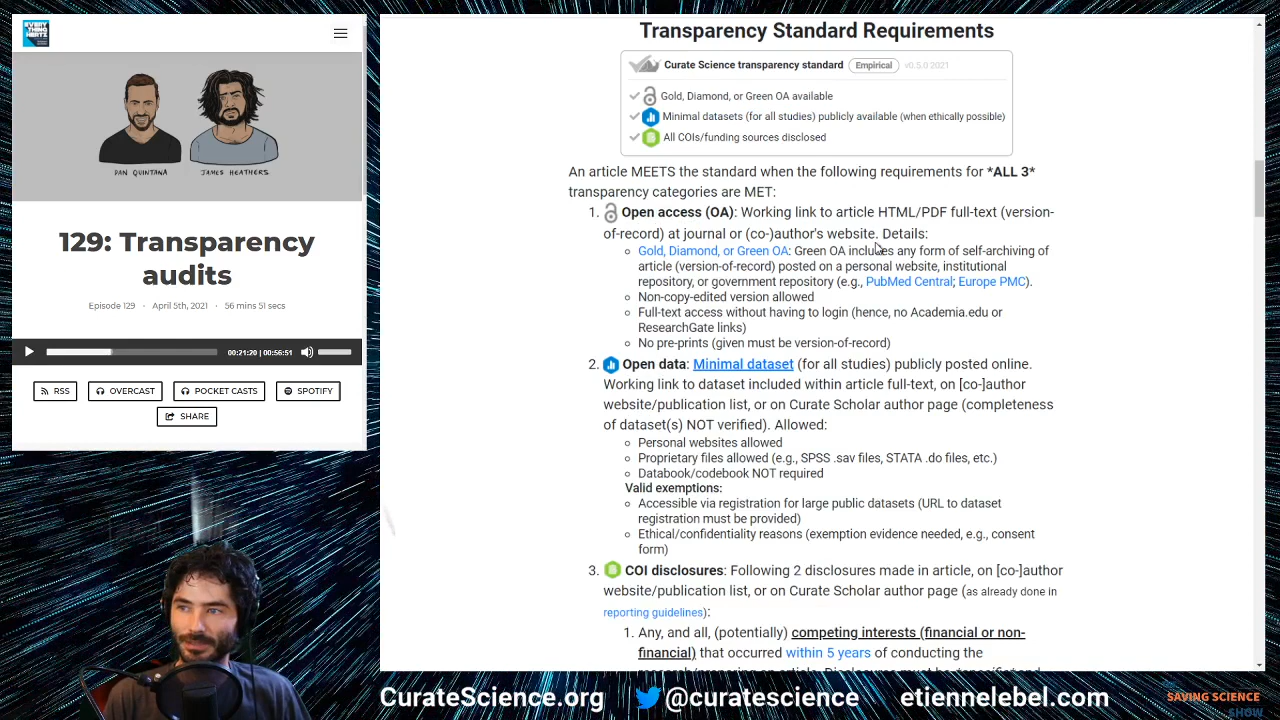 EVERY
THING
HERTZ
DAN QUINTANA
JAMES HEATHERS
129: Transparency
audits
Episode 129 · April 5th, 2021 · 56 mins 51 secs
00:21:20 00:56:51
RSS
OVERCAST
POCKET CASTS
SPOTIFY
SHARE
Transparency Standard Requirements
Curate Science transparency standard Empirical v0.5.0 2021
Gold, Diamond, or Green OA available
Minimal datasets (for all studies) publicly available (when ethically possible)
All COIs/funding sources disclosed
An article MEETS the standard when the following requirements for *ALL 3*
transparency categories are MET:
1. Open access (OA): Working link to article HTML/PDF full-text (version-
of-record) at journal or (co-)author's website. Details:
Gold, Diamond, or Green OA: Green OA includes any form of self-archiving of
article (version-of-record) posted on a personal website, institutional
repository, or government repository (e.g., PubMed Central; Europe PMC).
Non-copy-edited version allowed
Full-text access without having to login (hence, no Academia.edu or
ResearchGate links)
No pre-prints (given must be version-of-record)
2. Open data: Minimal dataset (for all studies) publicly posted online.
Working link to dataset included within article full-text, on [co-]author
website/publication list, or on Curate Scholar author page (completeness
of dataset(s) NOT verified). Allowed:
Personal websites allowed
Proprietary files allowed (e.g., SPSS .sav files, STATA .do files, etc.)
Databook/codebook NOT required
Valid exemptions:
Accessible via registration for large public datasets (URL to dataset
registration must be provided)
Ethical/confidentiality reasons (exemption evidence needed, e.g., consent
form)
3. COI disclosures: Following 2 disclosures made in article, on [co-]author
website/publication list, or on Curate Scholar author page (as already done in
reporting guidelines):
1. Any, and all, (potentially) competing interests (financial or non-
financial) that occurred within 5 years of conducting the
CurateScience.org @curatescience etiennelebel.com
SAVING SCIENCE
SHOW